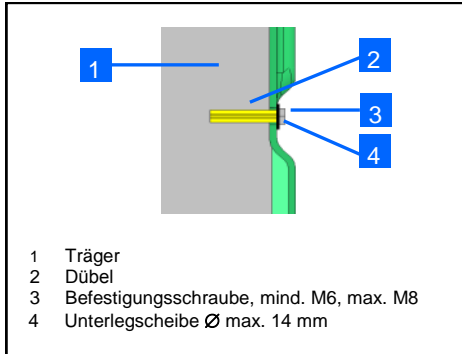 1
2
3
4
1 Träger
2 Dübel
3 Befestigungsschraube, mind. M6, max. M8
4 Unterlegscheibe Ø max. 14 mm